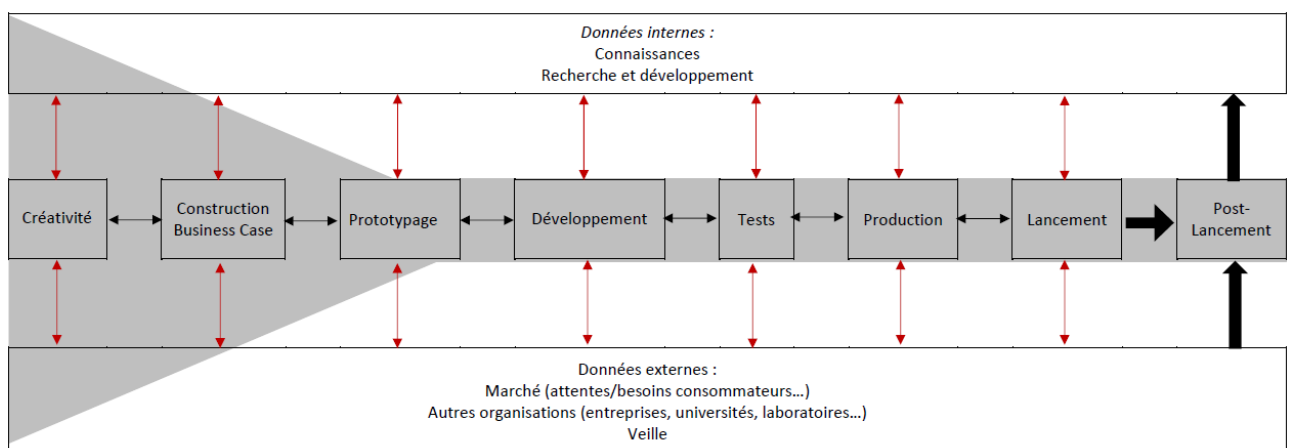 Données internes :
Connaissances
Recherche et développement
Créativité
Construction
Business Case
Prototypage
Développement
Tests
Production
Lancement
Post-
Lancement
Données externes :
Marché (attentes/besoins consommateurs…)
Autres organisations (entreprises, universités, laboratoires…)
Veille